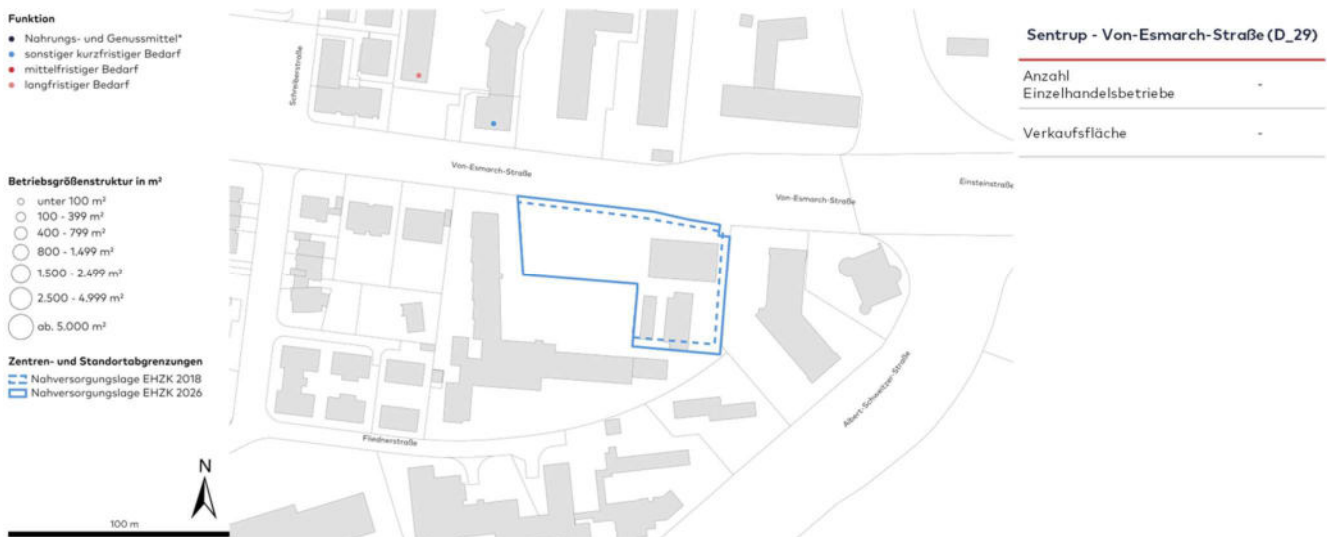 Funktion
Nahrungs- und Genussmittel*
sonstiger kurzfristiger Bedarf
mittelfristiger Bedarf
langfristiger Bedarf
Betriebsgrößenstruktur in m²
unter 100 m²
100 - 399 m²
400 - 799 m²
800 - 1.499 m²
1.500 - 2.499 m²
2.500 - 4.999 m²
ab. 5.000 m²
Zentren- und Standortabgrenzungen
Nahversorgungslage EHZK 2018
Nahversorgungslage EHZK 2026
N
100 m
Schreiberstraße
Von-Esmarch-Straße
Von-Esmarch-Straße
Einsteinstraße
Albert-Schweitzer-Straße
Fliednerstraße
Sentrup - Von-Esmarch-Straße (D_29)
Anzahl
Einzelhandelsbetriebe -
Verkaufsfläche -